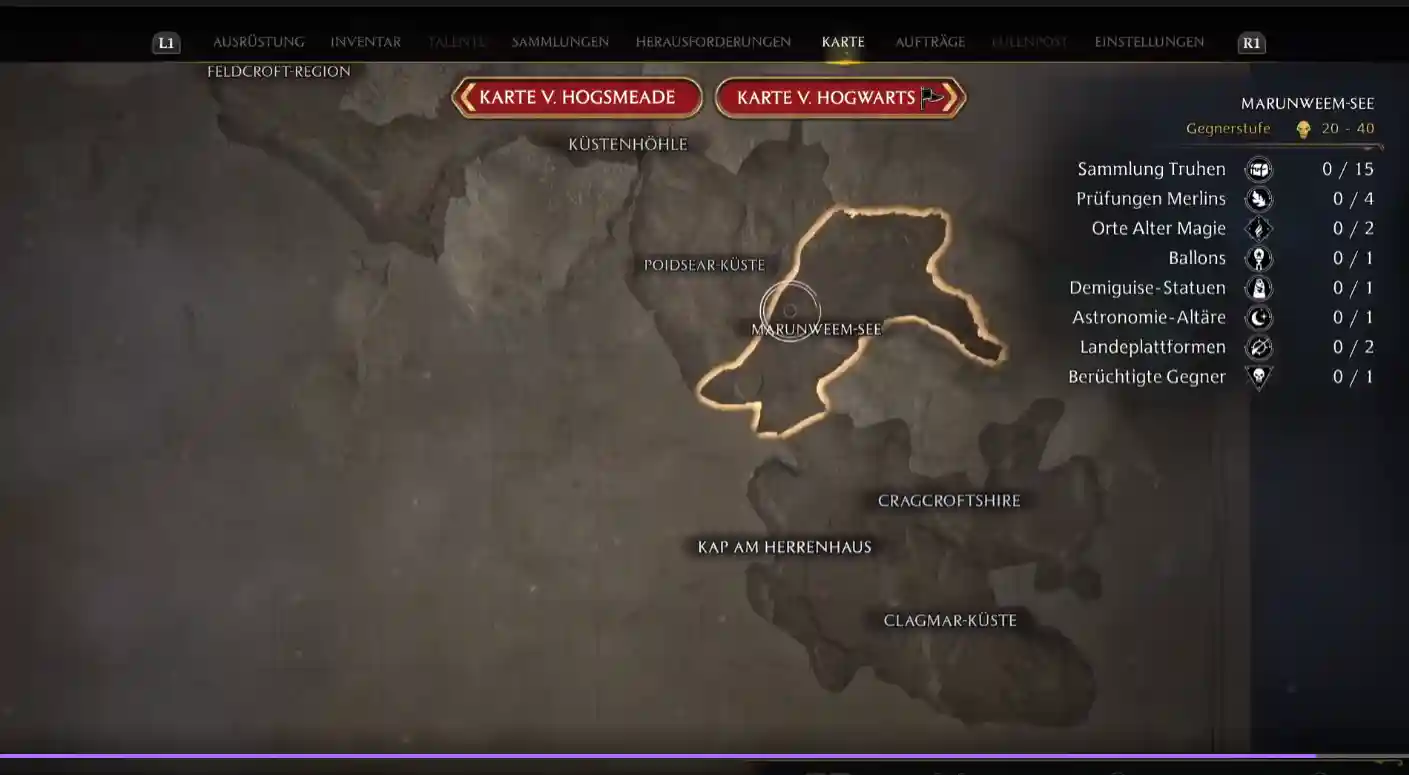 L1 AUSRÜSTUNG INVENTAR TALENTE SAMMLUNGEN HERAUSFORDERUNGEN KARTE AUFTRÄGE EULENPOST EINSTELLUNGEN R1
FELDCROFT-REGION
KARTE V. HOGSMEADE
KARTE V. HOGWARTS
KÜSTENHÖHLE
POIDSEAR-KÜSTE
MARUNWEEM-SEE
CRAGCROFTSHIRE
KAP AM HERRENHAUS
CLAGMAR-KÜSTE
MARUNWEEM-SEE
Gegnerstufe 20 - 40
Sammlung Truhen 0 / 15
Prüfungen Merlins 0 / 4
Orte Alter Magie 0 / 2
Ballons 0 / 1
Demiguise-Statuen 0 / 1
Astronomie-Altäre 0 / 1
Landeplattformen 0 / 2
Berüchtigte Gegner 0 / 1